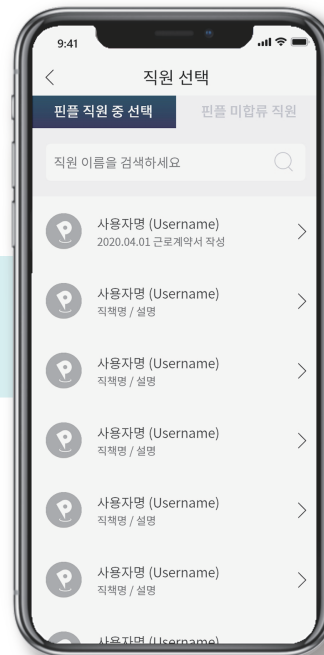 9:41
직원 선택
핀플 직원 중 선택
핀플 미합류 직원
직원 이름을 검색하세요
사용자명 (Username)
2020.04.01 근로계약서 작성
사용자명 (Username)
직책명 / 설명
사용자명 (Username)
직책명 / 설명
사용자명 (Username)
직책명 / 설명
사용자명 (Username)
직책명 / 설명
사용자명 (Username)
직책명 / 설명
사용자명 (Username)